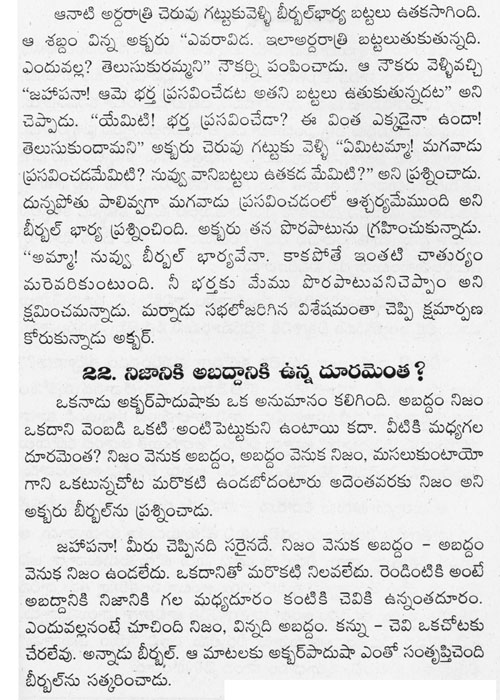 ఆనాటి అర్ధరాత్రి చెరువు గట్టుకువెళ్ళి బీర్బల్‌భార్య బట్టలు ఉతకసాగింది.
ఆ శబ్దం విన్న అక్బరు “ఎవరావిడ. ఇలాఅర్ధరాత్రి బట్టలుతుకుతున్నది.
ఎందువల్ల? తెలుసుకురమ్మని” నౌకర్ని పంపించాడు. ఆ నౌకరు వెళ్ళివచ్చి
“జహాపనా! ఆమె భర్త ప్రసవించేడట అతని బట్టలు ఉతుకుతున్నదట” అని
చెప్పాడు. “యేమిటి! భర్త ప్రసవించేడా? ఈ వింత ఎక్కడైనా ఉందా!
తెలుసుకుందామని” అక్బరు చెరువు గట్టుకు వెళ్ళి “ఏమిటమ్మా! మగవాడు
ప్రసవించడమేమిటి? నువ్వు వానిబట్టలు ఉతకడ మేమిటి?” అని ప్రశ్నించాడు.
దున్నపోతు పాలివ్వగా మగవాడు ప్రసవించడంలో ఆశ్చర్యమేముంది అని
బీర్బల్ భార్య ప్రశ్నించింది. అక్బరు తన పొరపాటును గ్రహించుకున్నాడు.
“అమ్మా! నువ్వు బీర్బల్ భార్యవేనా. కాకపోతే ఇంతటి చాతుర్యం
మరెవరికుంటుంది. నీ భర్తకు మేము పొరపాటుపనిచెప్పాం అని
క్షమించమన్నాడు. మర్నాడు సభలోజరిగిన విశేషమంతా చెప్పి క్షమార్పణ
కోరుకున్నాడు అక్బర్.
22. నిజానికి అబద్దానికి ఉన్న దూరమెంత?
ఒకనాడు అక్బర్‌పాదుషాకు ఒక అనుమానం కలిగింది. అబద్దం నిజం
ఒకదాని వెంబడి ఒకటి అంటిపెట్టుకుని ఉంటాయి కదా. వీటికి మధ్యగల
దూరమెంత? నిజం వెనుక అబద్దం, అబద్దం వెనుక నిజం, మసలుకుంటాయో
గాని ఒకటున్నచోట మరొకటి ఉండబోదంటారు అదెంతవరకు నిజం అని
అక్బరు బీర్బల్‌ను ప్రశ్నించాడు.
జహాపనా! మీరు చెప్పినది సరైనదే. నిజం వెనుక అబద్దం – అబద్దం
వెనుక నిజం ఉండలేదు. ఒకదానితో మరొకటి నిలవలేదు. రెండింటికి అంటే
అబద్దానికి నిజానికి గల మధ్యదూరం కంటికి చెవికి ఉన్నంతదూరం.
ఎందువల్లనంటే చూచింది నిజం, విన్నది అబద్దం. కన్ను – చెవి ఒకచోటకు
చేరలేవు. అన్నాడు బీర్బల్. ఆ మాటలకు అక్బర్‌పాదుషా ఎంతో సంతృప్తిచెంది
బీర్బల్‌ను సత్కరించాడు.